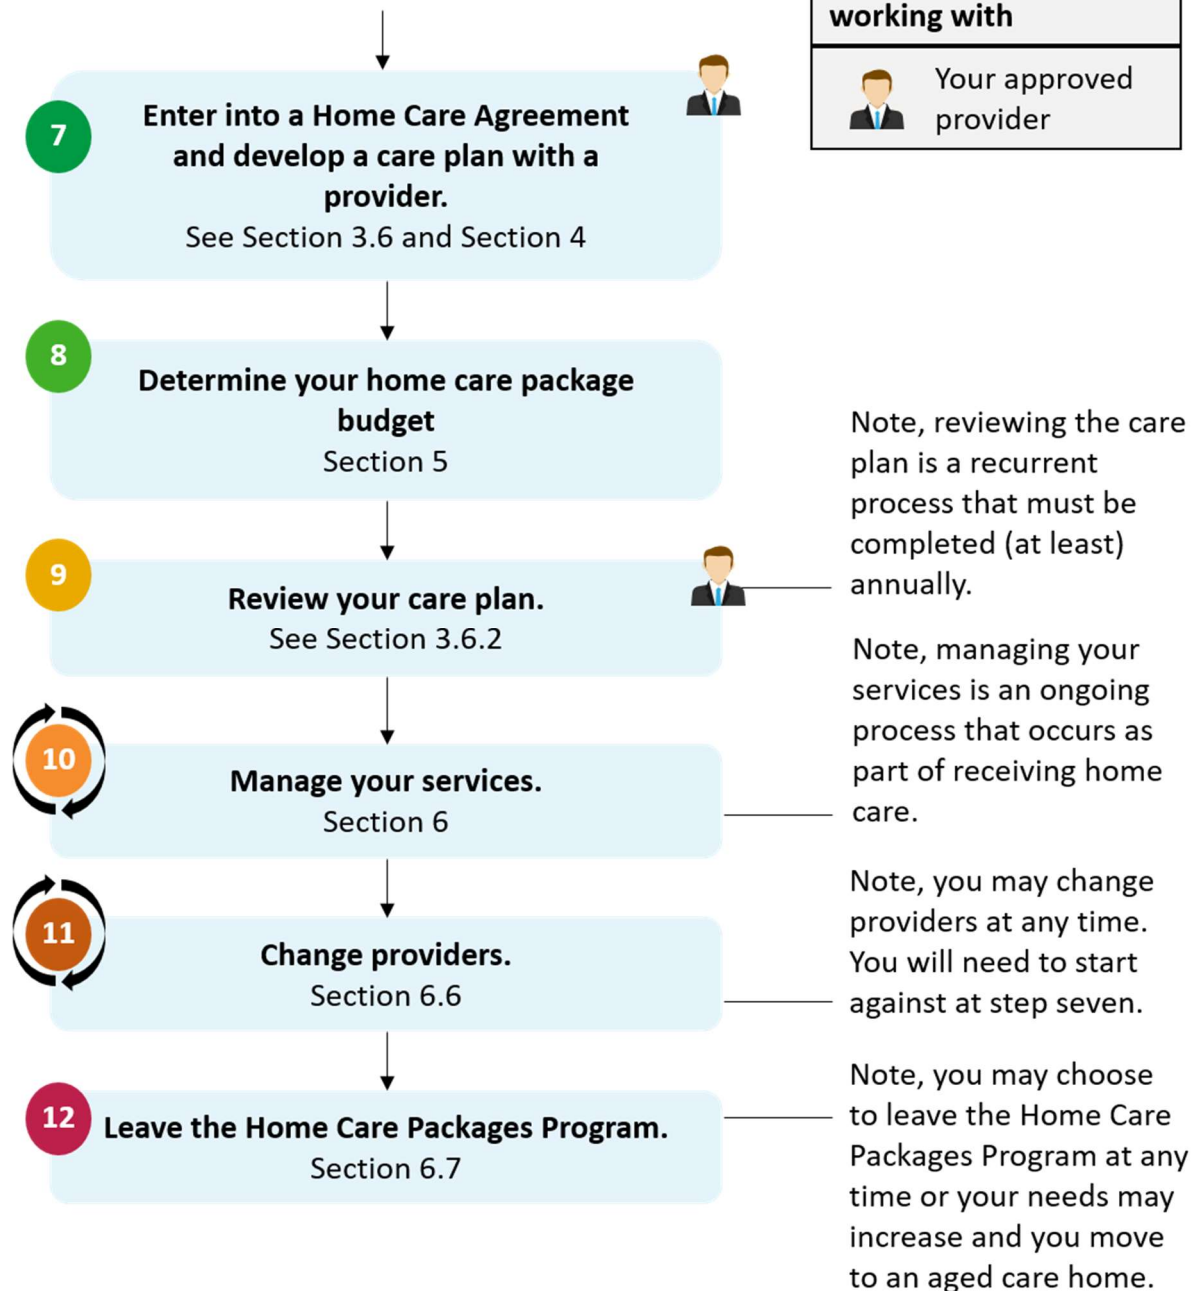 working with
Your approved
provider
7
Enter into a Home Care Agreement
and develop a care plan with a
provider.
See Section 3.6 and Section 4
8
Determine your home care package
budget
Section 5
9
Review your care plan.
See Section 3.6.2
Note, reviewing the care
plan is a recurrent
process that must be
completed (at least)
annually.
10
Manage your services.
Section 6
Note, managing your
services is an ongoing
process that occurs as
part of receiving home
care.
11
Change providers.
Section 6.6
Note, you may change
providers at any time.
You will need to start
against at step seven.
12
Leave the Home Care Packages Program.
Section 6.7
Note, you may choose
to leave the Home Care
Packages Program at any
time or your needs may
increase and you move
to an aged care home.